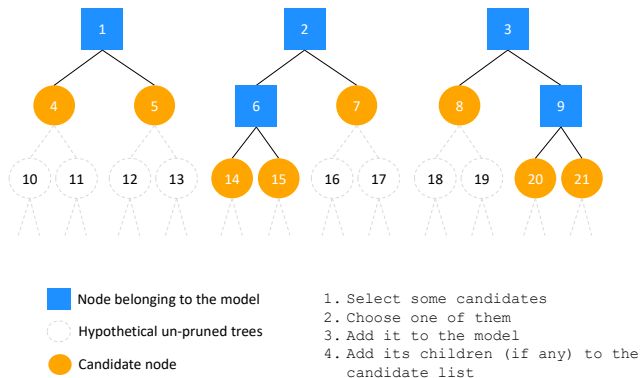 1 2 3
4 5 6 7 8 9
10 11 12 13 14 15 16 17 18 19 20 21
Node belonging to the model
Hypothetical un-pruned trees
Candidate node
1. Select some candidates
2. Choose one of them
3. Add it to the model
4. Add its children (if any) to the
candidate list